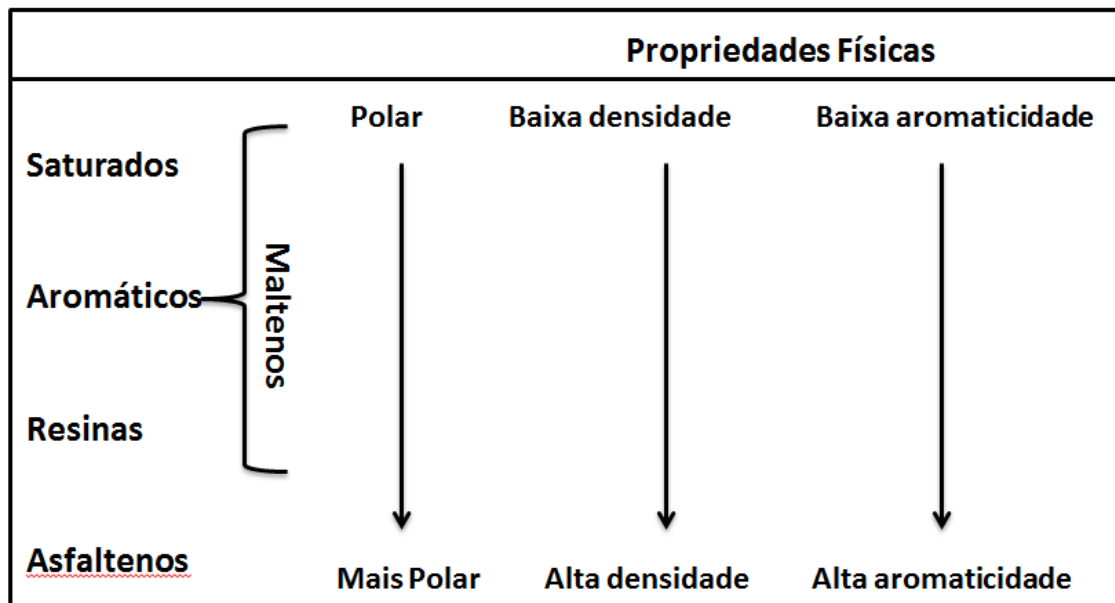 Propriedades Físicas
Polar Baixa densidade Baixa aromaticidade
Saturados
Aromáticos
Maltenos
Resinas
Asfaltenos
Mais Polar Alta densidade Alta aromaticidade